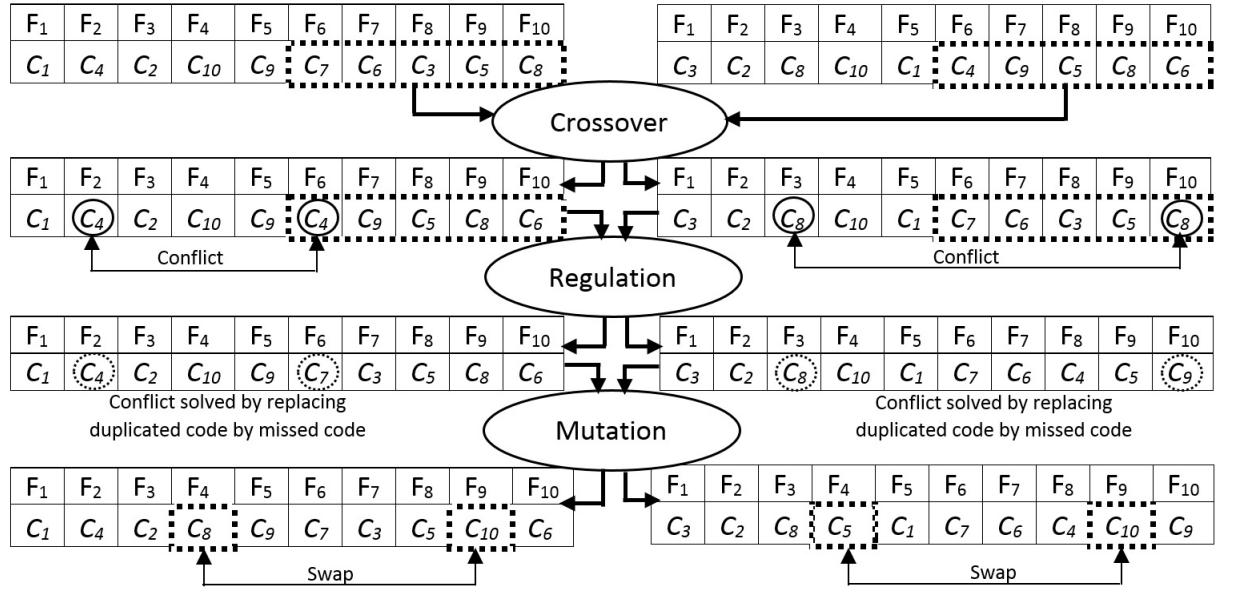 F1 F2 F3 F4 F5 F6 F7 F8 F9 F10
C1 C4 C2 C10 C9 C7 C6 C3 C5 C8
F1 F2 F3 F4 F5 F6 F7 F8 F9 F10
C3 C2 C8 C10 C1 C4 C9 C5 C8 C6
Crossover
F1 F2 F3 F4 F5 F6 F7 F8 F9 F10
C1 C4 C2 C10 C9 C4 C9 C5 C8 C6
Conflict
F1 F2 F3 F4 F5 F6 F7 F8 F9 F10
C3 C2 C8 C10 C1 C7 C6 C3 C5 C8
Conflict
Regulation
F1 F2 F3 F4 F5 F6 F7 F8 F9 F10
C1 C4 C2 C10 C9 C7 C3 C5 C8 C6
Conflict solved by replacing
duplicated code by missed code
F1 F2 F3 F4 F5 F6 F7 F8 F9 F10
C3 C2 C8 C10 C1 C7 C6 C4 C5 C9
Conflict solved by replacing
duplicated code by missed code
Mutation
F1 F2 F3 F4 F5 F6 F7 F8 F9 F10
C1 C4 C2 C8 C9 C7 C3 C5 C10 C6
Swap
F1 F2 F3 F4 F5 F6 F7 F8 F9 F10
C3 C2 C8 C5 C1 C7 C6 C4 C10 C9
Swap